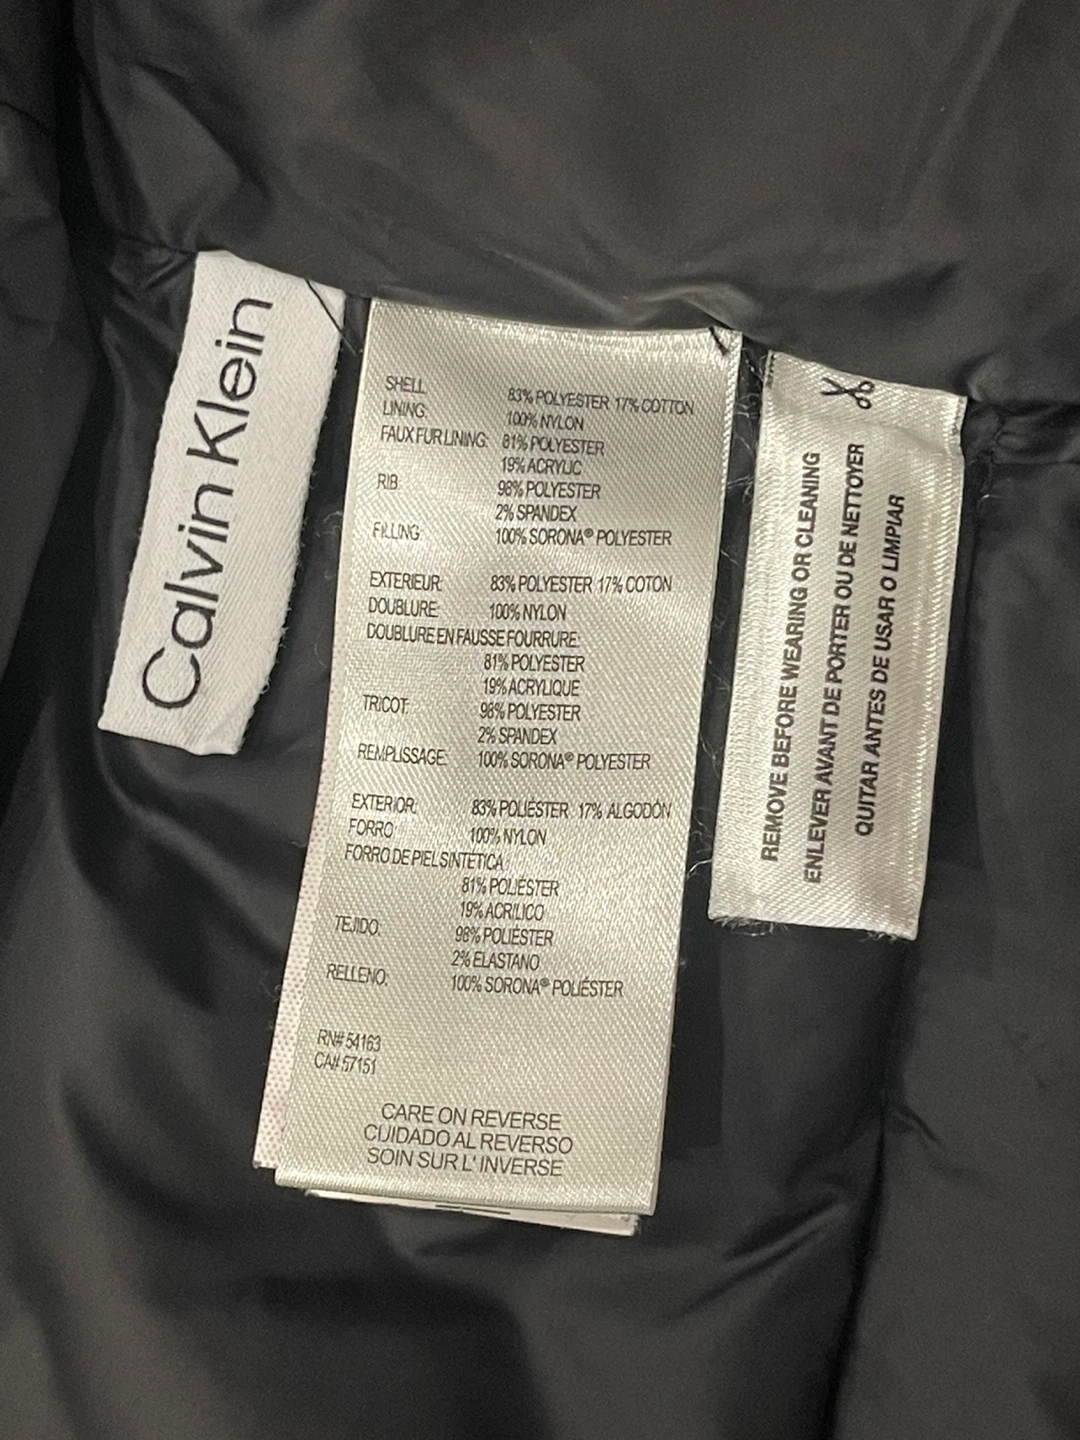 Calvin Klein
SHELL 83% POLYESTER 17% COTTON
LINING: 100% NYLON
FAUX FUR LINING: 81% POLYESTER
19% ACRYLIC
RIB: 98% POLYESTER
2% SPANDEX
FILLING: 100% SORONA® POLYESTER
EXTERIEUR: 83% POLYESTER 17% COTON
DOUBLURE: 100% NYLON
DOUBLURE EN FAUSSE FOURRURE:
81% POLYESTER
19% ACRYLIQUE
TRICOT: 98% POLYESTER
2% SPANDEX
REMPLISSAGE: 100% SORONA® POLYESTER
EXTERIOR: 83% POLIÉSTER 17% ALGODÓN
FORRO 100% NYLON
FORRO DE PIEL SINTETICA:
81% POLIÉSTER
19% ACRILICO
TEJIDO: 98% POLIÉSTER
2% ELASTANO
RELLENO: 100% SORONA® POLIÉSTER
RN# 54163
CA# 57151
CARE ON REVERSE
CUIDADO AL REVERSO
SOIN SUR L' INVERSE
REMOVE BEFORE WEARING OR CLEANING
ENLEVER AVANT DE PORTER OU DE NETTOYER
QUITAR ANTES DE USAR O LIMPIAR